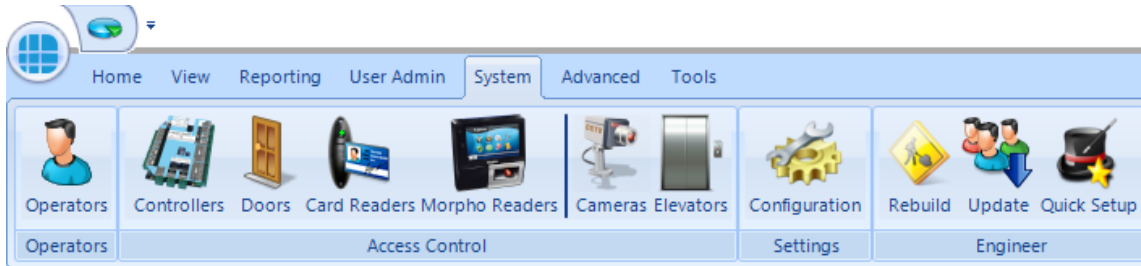 Home View Reporting User Admin System Advanced Tools
Operators Controllers Doors Card Readers Morpho Readers Cameras Elevators Configuration Rebuild Update Quick Setup
Operators Access Control Settings Engineer